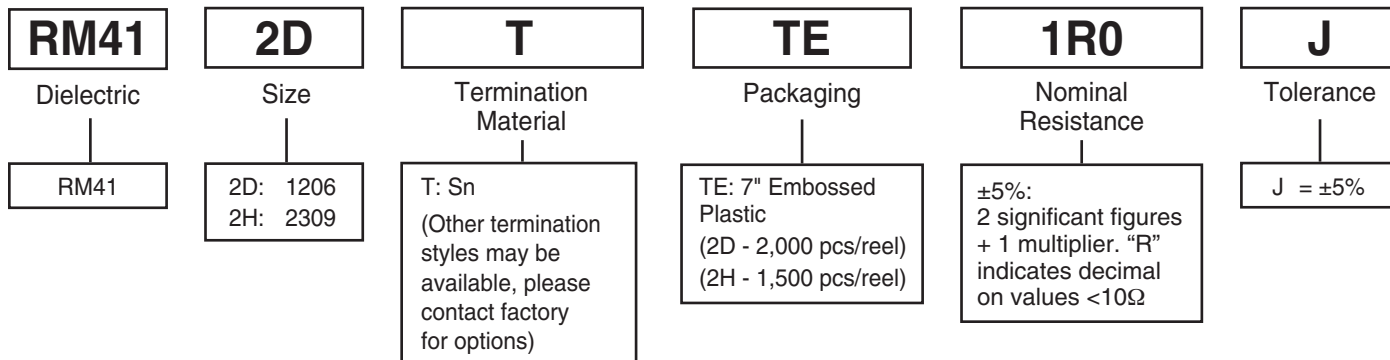 RM41 2D T TE 1R0 J
Dielectric Size Termination Material Packaging Nominal Resistance Tolerance
RM41
2D: 1206
2H: 2309
T: Sn
(Other termination
styles may be
available, please
contact factory
for options)
TE: 7" Embossed
Plastic
(2D - 2,000 pcs/reel)
(2H - 1,500 pcs/reel)
±5%:
2 significant figures
+ 1 multiplier. “R”
indicates decimal
on values <10Ω
J = ±5%